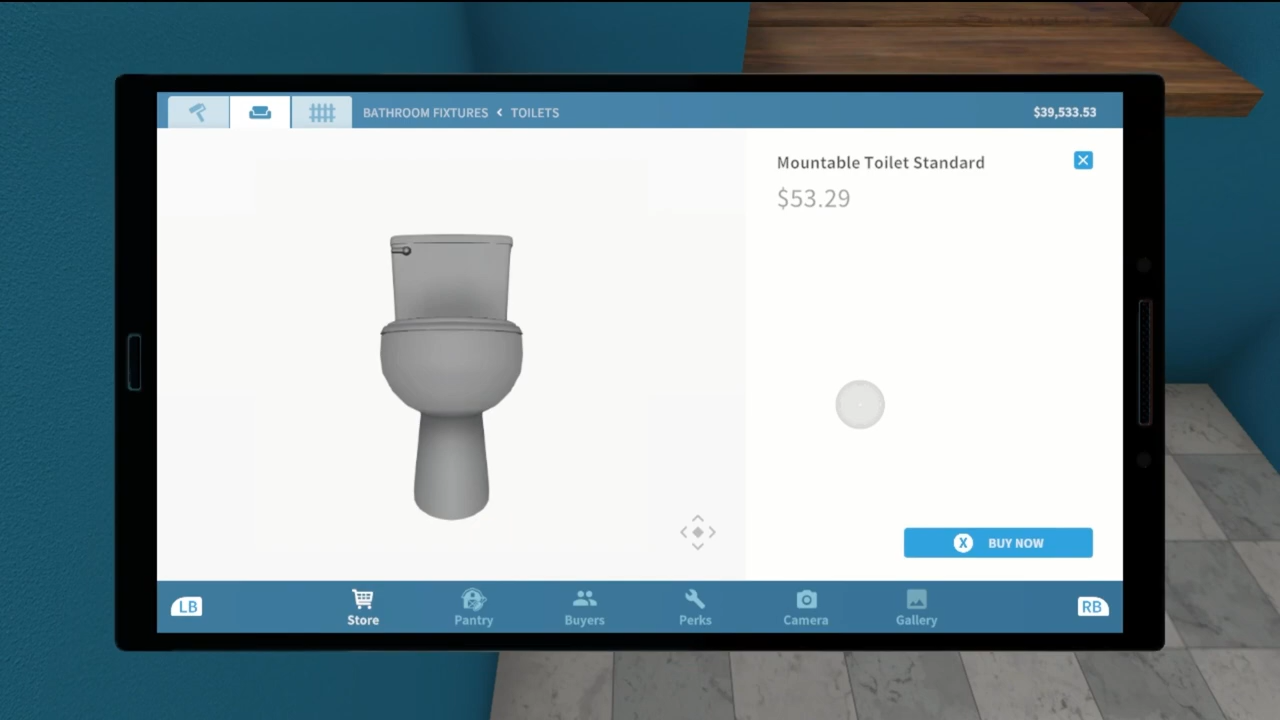 BATHROOM FIXTURES < TOILETS
$39,533.53
Mountable Toilet Standard
$53.29
X BUY NOW
LB
Store
Pantry
Buyers
Perks
Camera
Gallery
RB